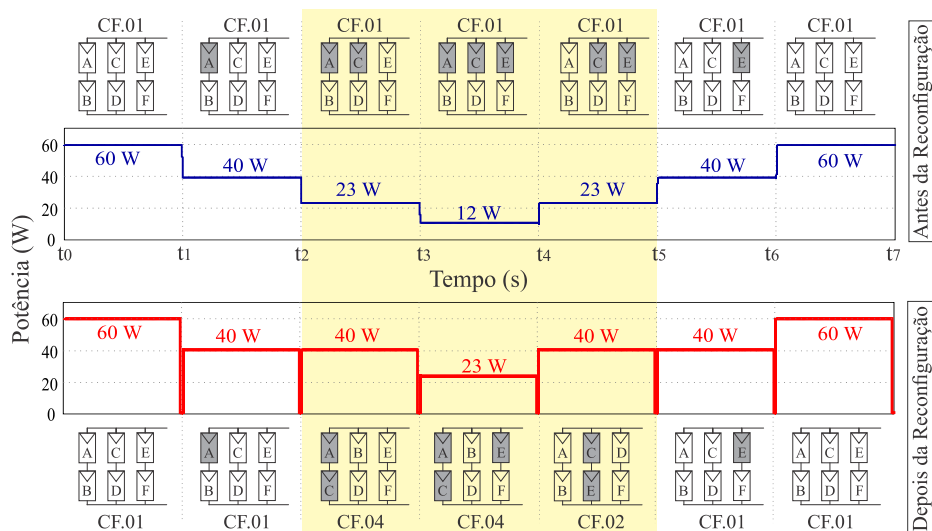 CF.01 CF.01 CF.01 CF.01 CF.01 CF.01 CF.01
A C E A C E A C E A C E A C E A C E A C E
B D F B D F B D F B D F B D F B D F B D F
Antes da Reconfiguração
60
40
20
0
60 W
40 W
23 W
12 W
23 W
40 W
60 W
t0 t1 t2 t3 t4 t5 t6 t7
Tempo (s)
Potência (W)
60
40
20
0
60 W
40 W
40 W
23 W
40 W
40 W
60 W
Depois da Reconfiguração
A C E A C E A B E A B E A C D A C E A C E
B D F B D F C D F C D F B E F B D F B D F
CF.01 CF.01 CF.04 CF.04 CF.02 CF.01 CF.01